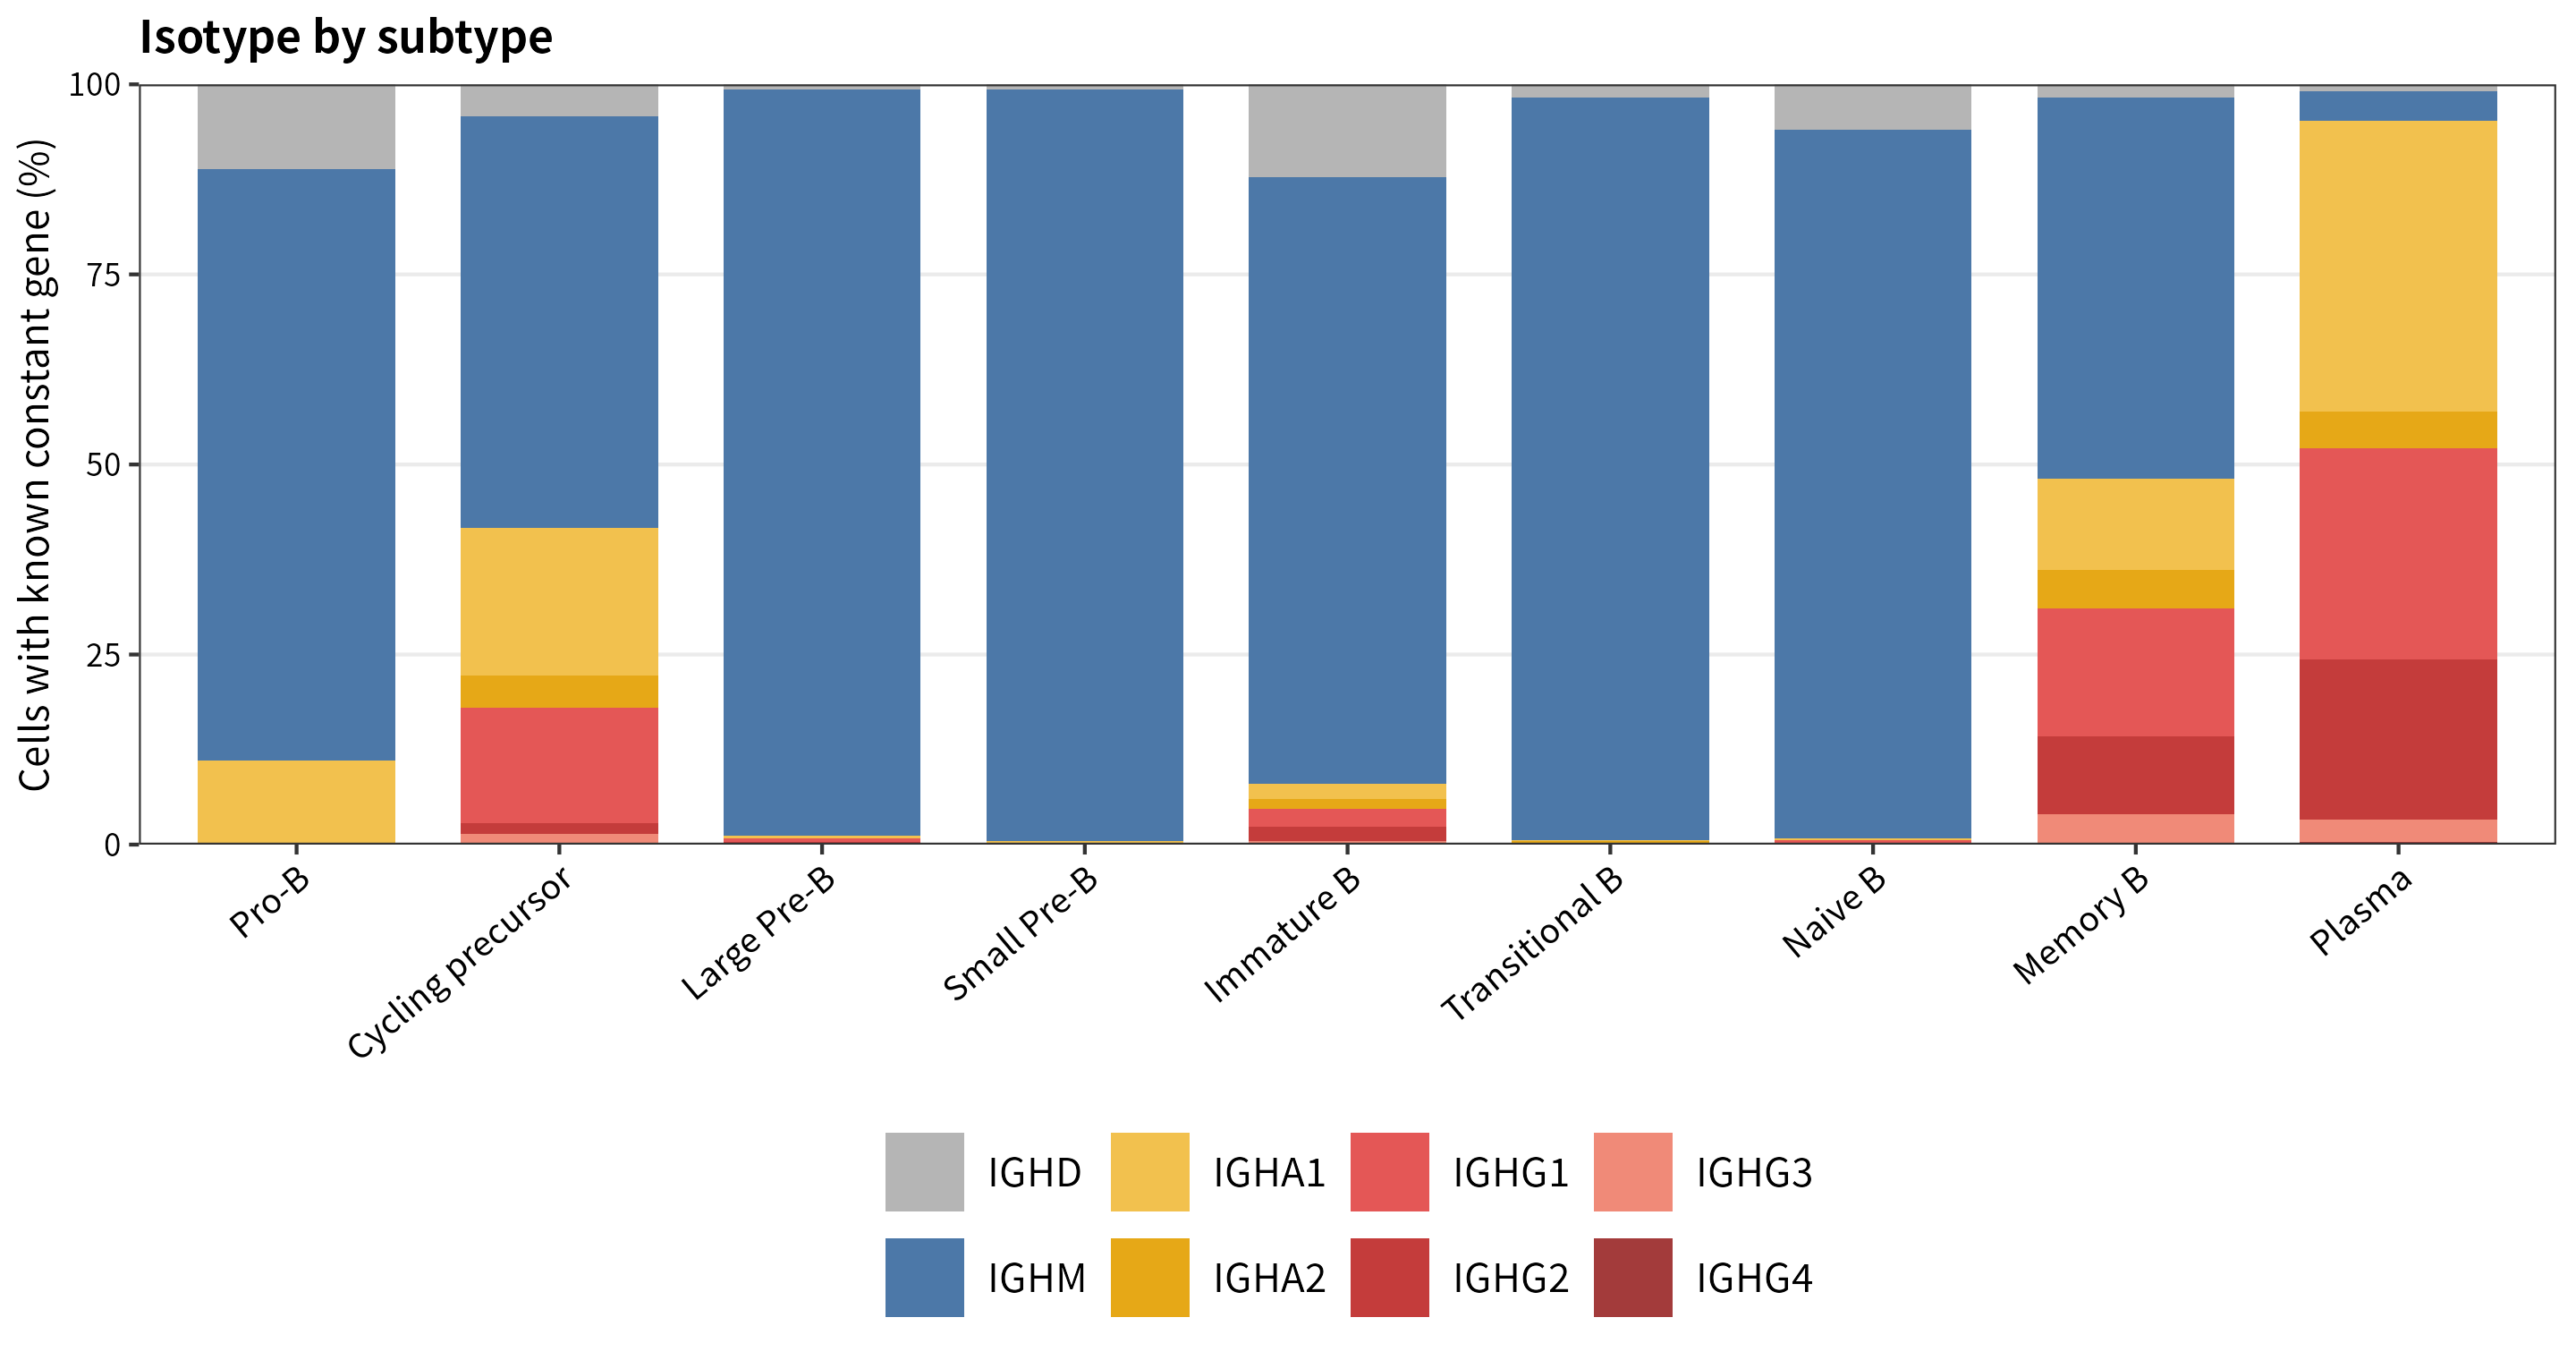 Isotype by subtype
Cells with known constant gene (%)
100
75
50
25
0
Pro-B
Cycling precursor
Large Pre-B
Small Pre-B
Immature B
Transitional B
Naive B
Memory B
Plasma
IGHD
IGHA1
IGHG1
IGHG3
IGHM
IGHA2
IGHG2
IGHG4